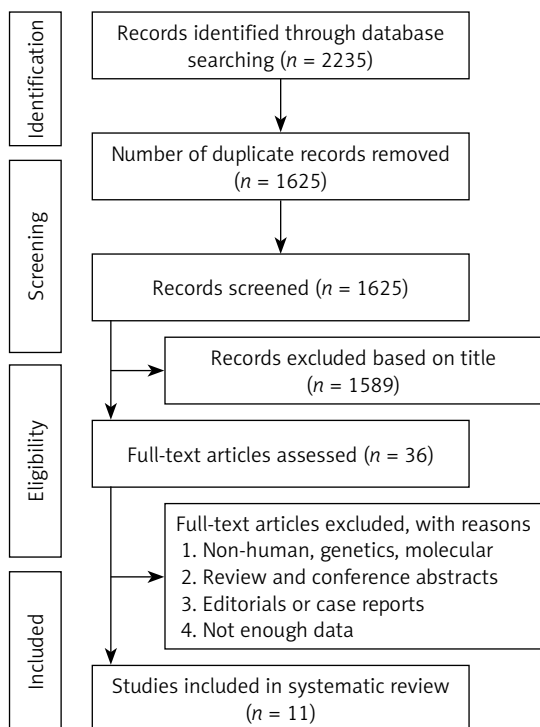 Identification
Records identified through database
searching (n = 2235)
Number of duplicate records removed
(n = 1625)
Screening
Records screened (n = 1625)
Records excluded based on title
(n = 1589)
Eligibility
Full-text articles assessed (n = 36)
Full-text articles excluded, with reasons
1. Non-human, genetics, molecular
2. Review and conference abstracts
3. Editorials or case reports
4. Not enough data
Included
Studies included in systematic review
(n = 11)